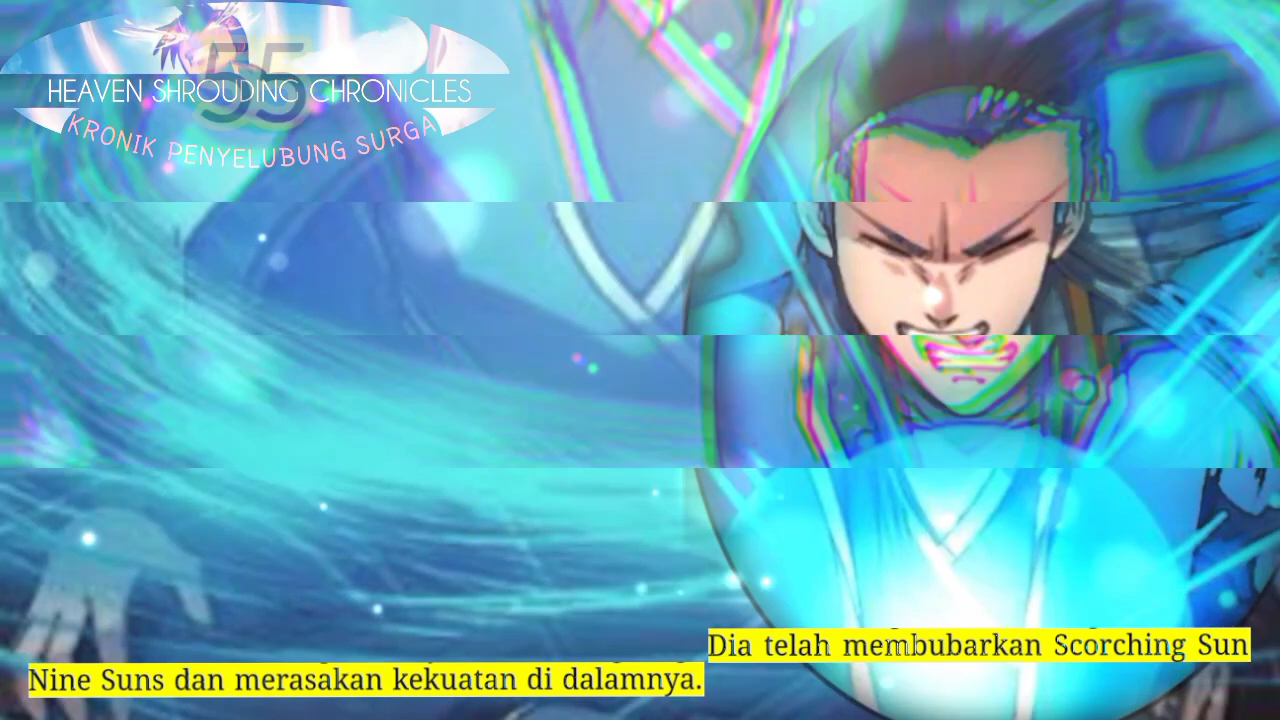 55
HEAVEN SHROUDING CHRONICLES
KRONIK PENYELUBUNG SURGA
Dia telah membubarkan Scorching Sun
Nine Suns dan merasakan kekuatan di dalamnya.